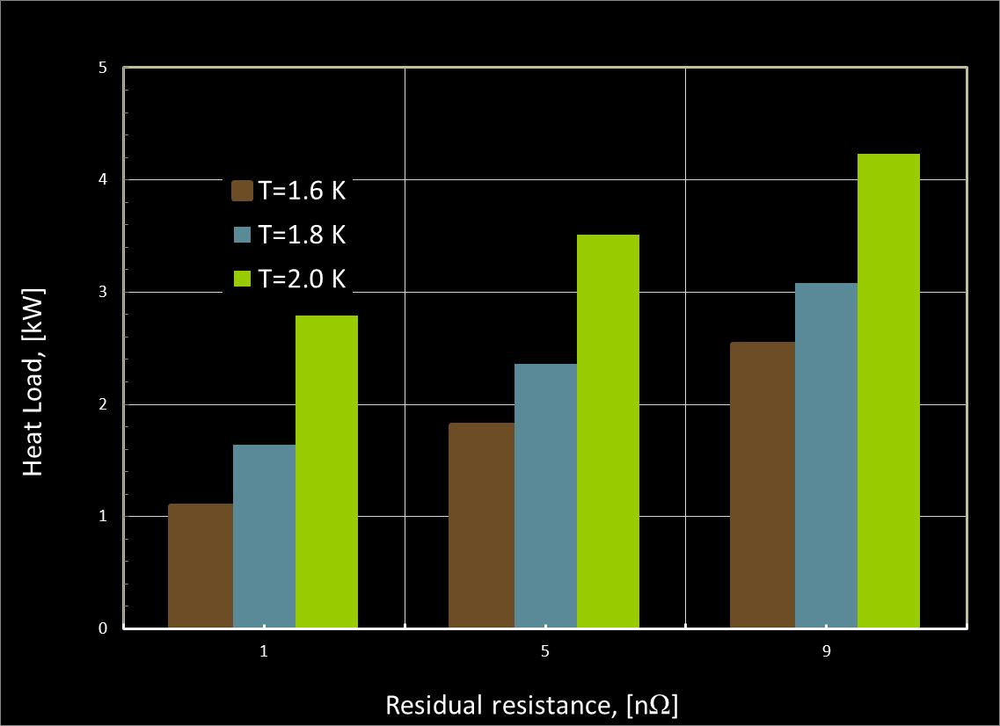 5
4
3
2
1
0
T=1.6 K
T=1.8 K
T=2.0 K
Heat Load, [kW]
1 5 9
Residual resistance, [nΩ]